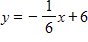 y = −1/6x + 6